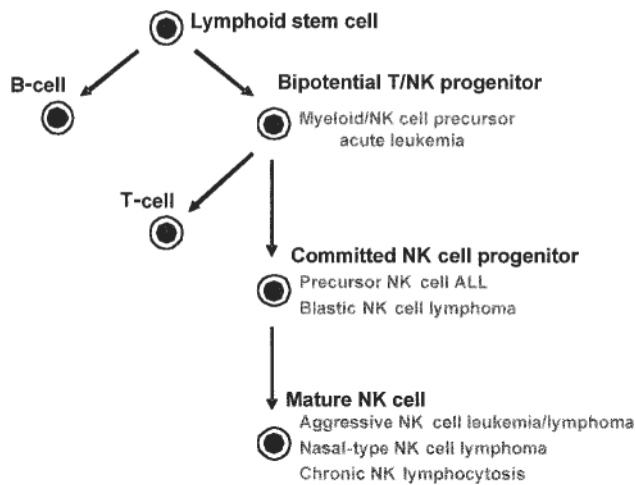 Lymphoid stem cell
B-cell
Bipotential T/NK progenitor
Myeloid/NK cell precursor
acute leukemia
T-cell
Committed NK cell progenitor
Precursor NK cell ALL
Blastic NK cell lymphoma
Mature NK cell
Aggressive NK cell leukemia/lymphoma
Nasal-type NK cell lymphoma
Chronic NK lymphocytosis